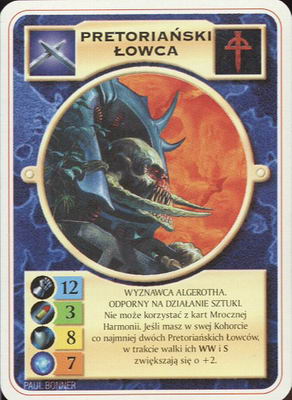 PRETORIAŃSKI
ŁOWCA
WYZNAWCA ALGEROTHA.
ODPORNY NA DZIAŁANIE SZTUKI.
Nie może korzystać z kart Mrocznej
Harmonii. Jeśli masz w swej Kohorcie
co najmniej dwóch Pretoriańskich Łowców,
w trakcie walki ich WW i S
zwiększają się o +2.
12
3
8
7
PAUL BONNER